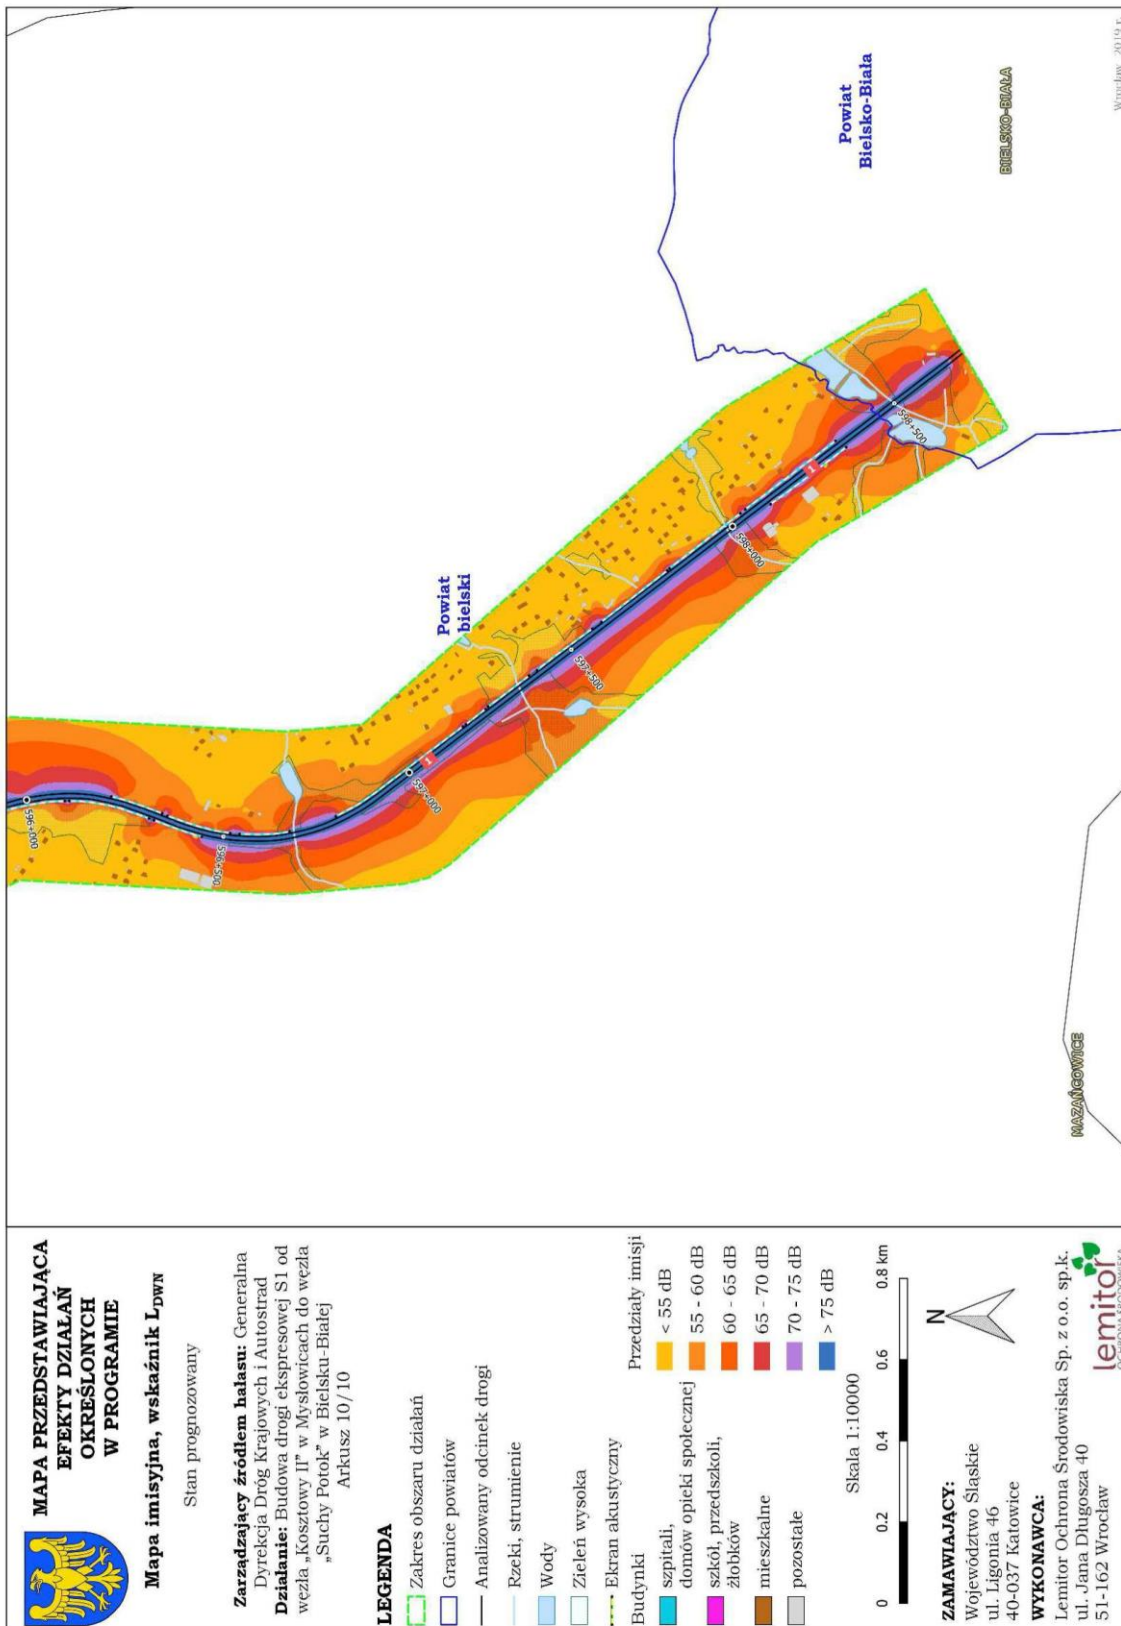 MAPA PRZEDSTAWIAJĄCA
EFEKTY DZIAŁAŃ
OKREŚLONYCH
W PROGRAMIE
Mapa imisyjna, wskaźnik LDWN
Stan prognozowany
Zarządzający źródłem hałasu: Generalna
Dyrekcja Dróg Krajowych i Autostrad
Działanie: Budowa drogi ekspresowej S1 od
węzła „Kosztowy II” w Mysłowicach do węzła
„Suchy Potok” w Bielsku-Białej
Arkusz 10/10
LEGENDA
Zakres obszaru działań
Granice powiatów
Analizowany odcinek drogi
Rzeki, strumienie
Wody
Zieleń wysoka
Ekran akustyczny
Budynki
szpitali,
domów opieki społecznej
szkół, przedszkoli,
żłobków
mieszkalne
pozostałe
Przedziały imisji
< 55 dB
55 - 60 dB
60 - 65 dB
65 - 70 dB
70 - 75 dB
> 75 dB
Skala 1:10000
0 0.2 0.4 0.6 0.8 km
N
ZAMAWIAJĄCY:
Województwo Śląskie
ul. Ligonia 46
40-037 Katowice
WYKONAWCA:
Lemitor Ochrona Środowiska Sp. z o.o. sp.k.
ul. Jana Długosza 40
51-162 Wrocław
lemitor
OCHRONA ŚRODOWISKA
596+000
596+500
597+000
1
597+500
598+000
1
598+500
Powiat
bielski
Powiat
Bielsko-Biała
BIELSKO-BIAŁA
MAZAŃCOWICE
Wrocław, 2019 r.